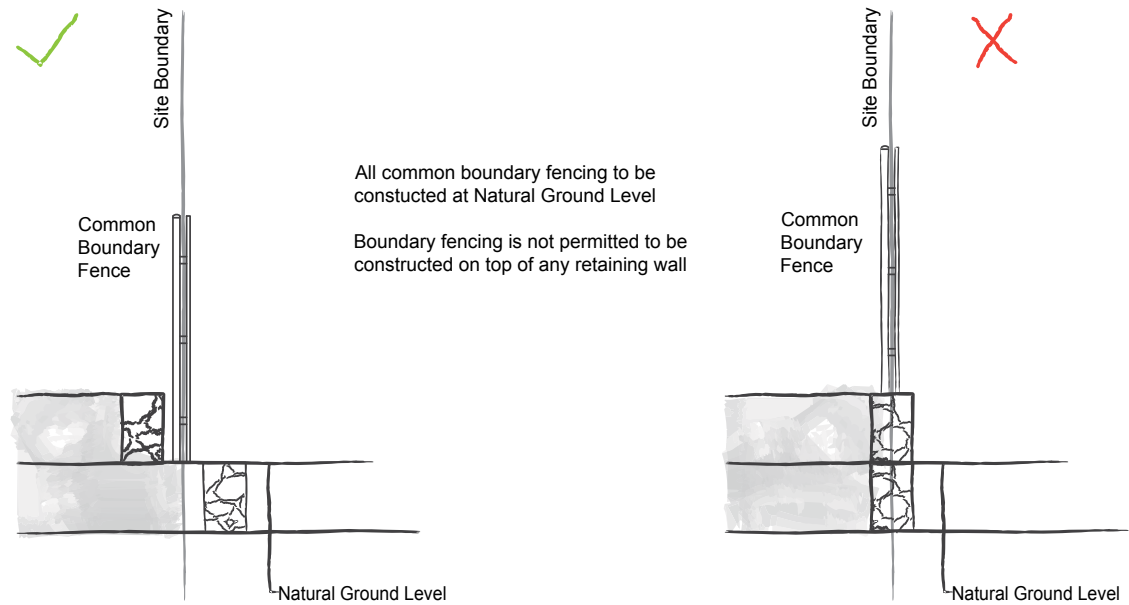 Site Boundary
Common
Boundary
Fence
Natural Ground Level
All common boundary fencing to be
constucted at Natural Ground Level
Boundary fencing is not permitted to be
constructed on top of any retaining wall
Site Boundary
Common
Boundary
Fence
Natural Ground Level